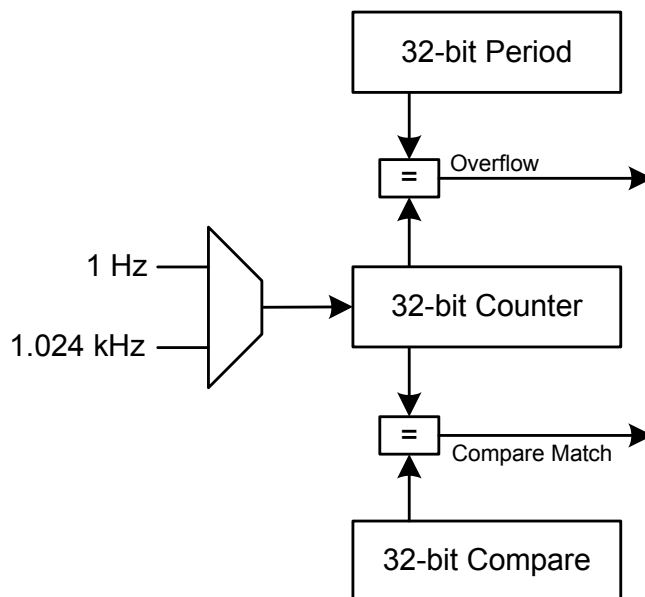 32-bit Period
=
Overflow
1 Hz
32-bit Counter
1.024 kHz
=
Compare Match
32-bit Compare